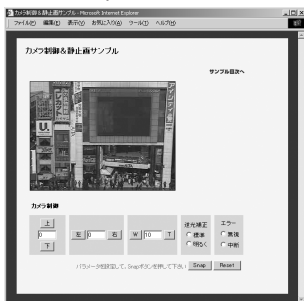 カメラ制御＆静止画サンプル - Microsoft Internet Explorer
ファイル(F) 編集(E) 表示(V) お気に入り(A) ツール(T) ヘルプ(H)
カメラ制御＆静止画サンプル
サンプル目次へ
U.
カメラ制御
上
0
下
左 0 右
W 10 T
逆光補正
標準
明るく
エラー
無視
中断
パラメータを設定して、Snapボタンを押して下さい
Snap Reset